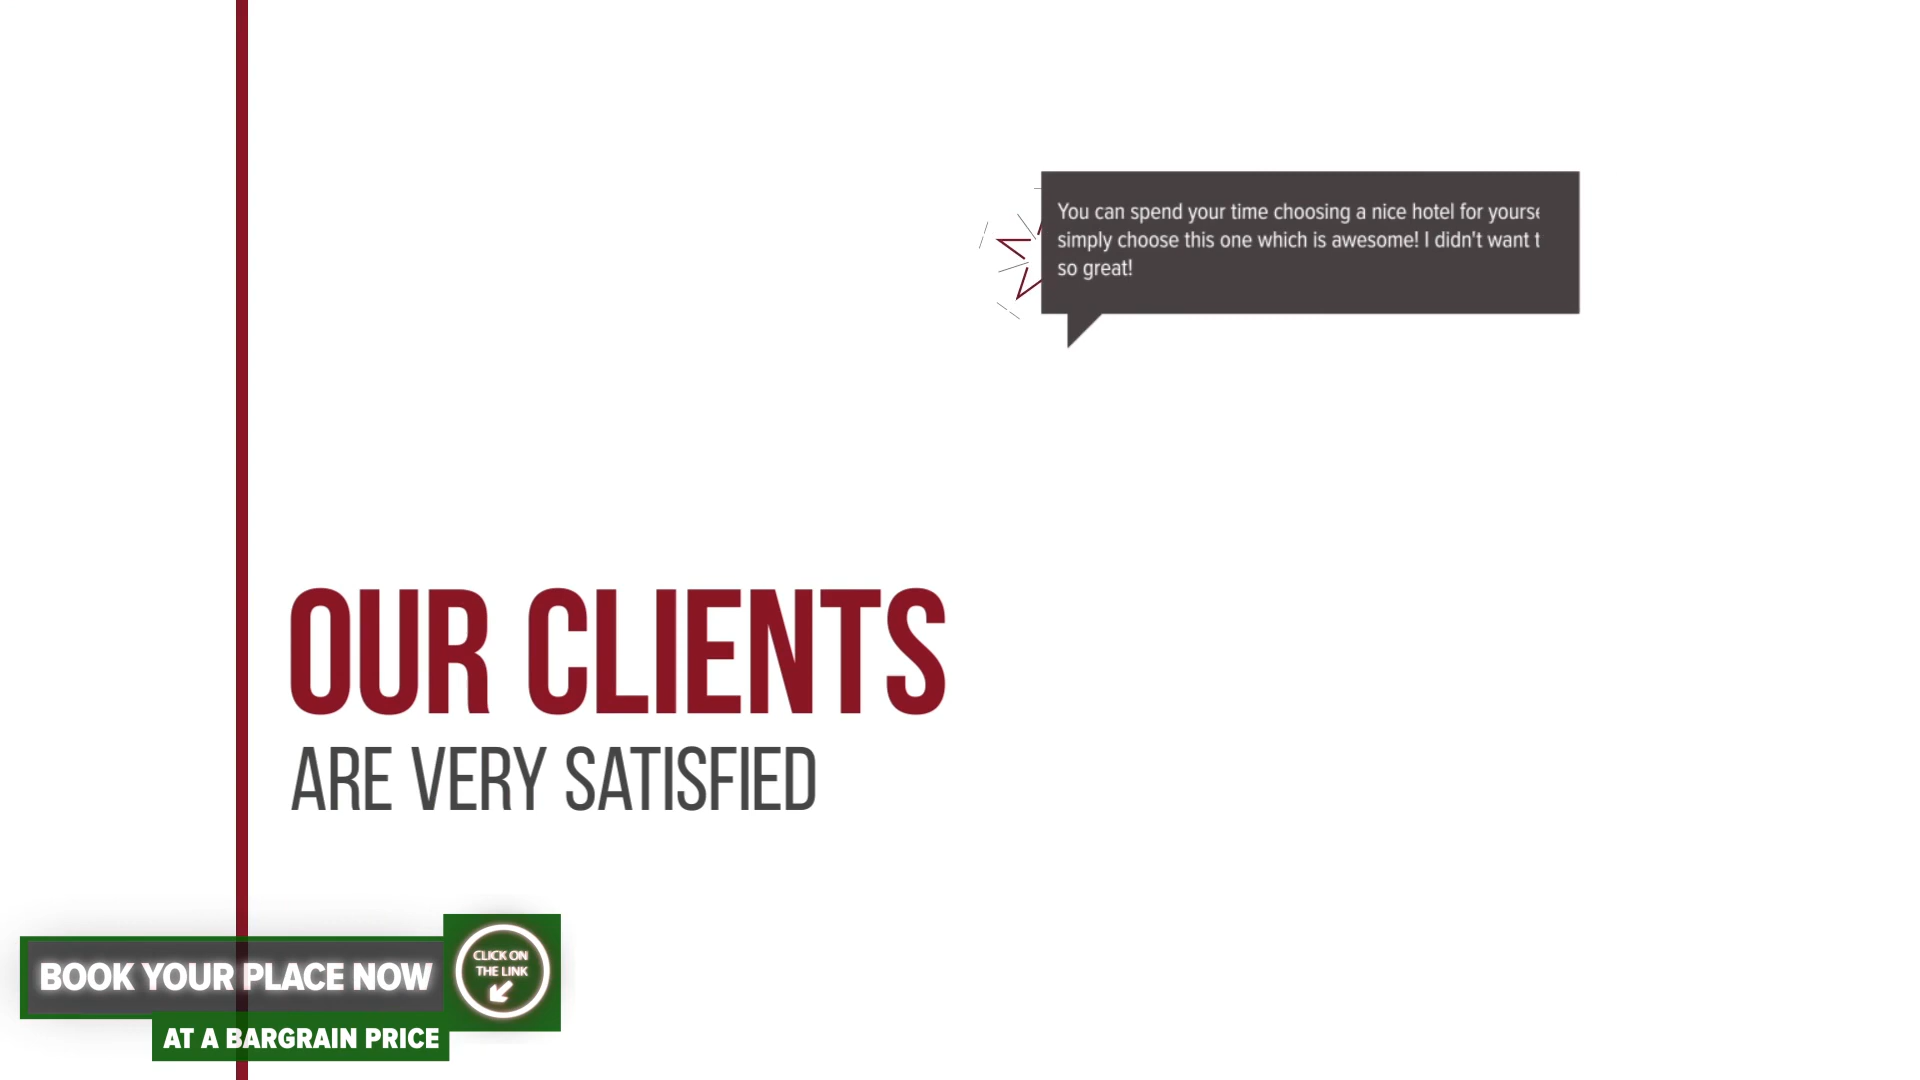 You can spend your time choosing a nice hotel for yourse
simply choose this one which is awesome! I didn't want t
so great!
OUR CLIENTS
ARE VERY SATISFIED
BOOK YOUR PLACE NOW
CLICK ON
THE LINK
AT A BARGRAIN PRICE